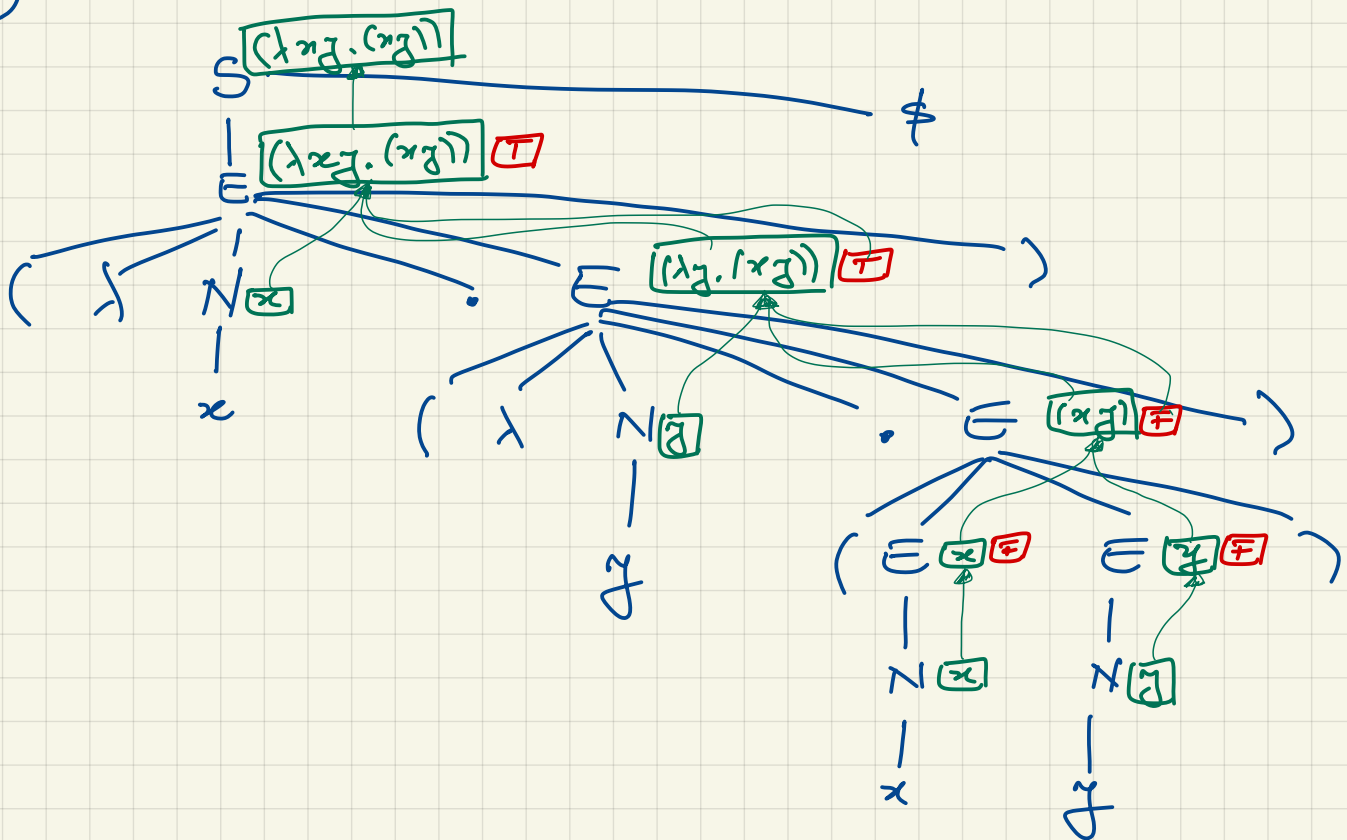 (λxy.(xy))
S $
(λxy.(xy)) T
E
( λ N x . E (λy.(xy)) T )
x ( λ N y . E (xy) F )
y ( E x F E y F )
N x N y
x y